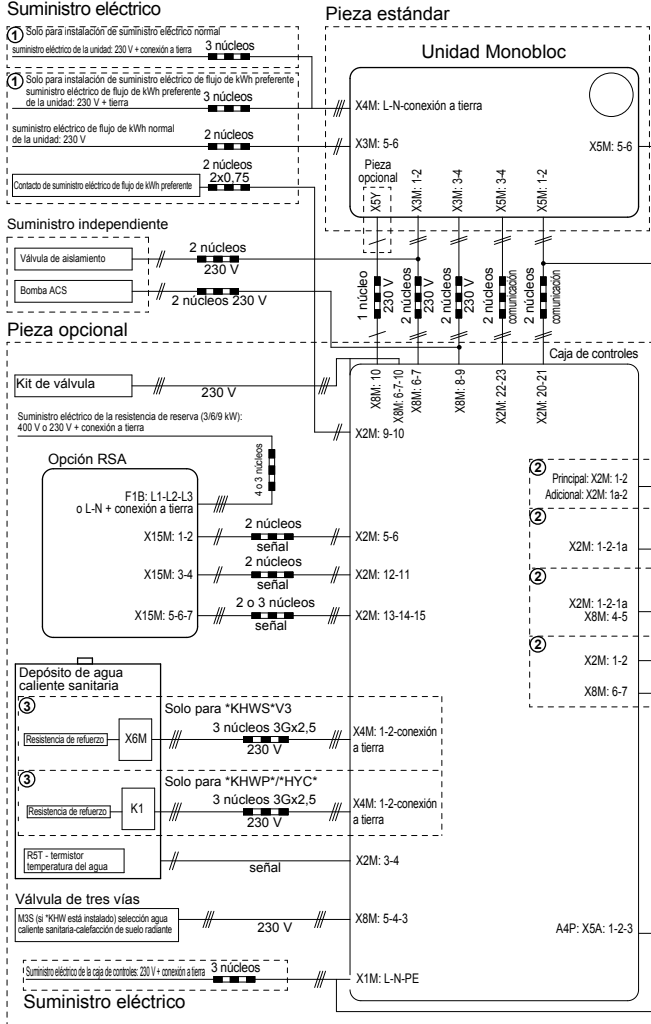 Suministro eléctrico
① Solo para instalación de suministro eléctrico normal
suministro eléctrico de la unidad: 230 V + conexión a tierra
3 núcleos
① Solo para instalación de suministro eléctrico de flujo de kWh preferente
suministro eléctrico de flujo de kWh preferente
de la unidad: 230 V + tierra
3 núcleos
suministro eléctrico de flujo de kWh normal
de la unidad: 230 V
2 núcleos
2 núcleos
2x0,75
Contacto de suministro eléctrico de flujo de kWh preferente
Pieza estándar
Unidad Monobloc
X4M: L-N-conexión a tierra
X3M: 5-6
X5M: 5-6
Pieza
opcional
X5Y
X3M: 1-2
X3M: 3-4
X5M: 3-4
X5M: 1-2
Suministro independiente
Válvula de aislamiento
2 núcleos
230 V
Bomba ACS
2 núcleos 230 V
1 núcleo
230 V
2 núcleos
230 V
2 núcleos
230 V
2 núcleos
comunicación
2 núcleos
comunicación
Pieza opcional
Caja de controles
Kit de válvula
230 V
X8M: 10
X8M: 6-7-10
X8M: 6-7
X8M: 8-9
X2M: 22-23
X2M: 20-21
Suministro eléctrico de la resistencia de reserva (3/6/9 kW):
400 V o 230 V + conexión a tierra
X2M: 9-10
4 o 3 núcleos
Opción RSA
F1B: L1-L2-L3
o L-N + conexión a tierra
X15M: 1-2
2 núcleos
señal
X2M: 5-6
X15M: 3-4
2 núcleos
señal
X2M: 12-11
X15M: 5-6-7
2 o 3 núcleos
señal
X2M: 13-14-15
②
Principal: X2M: 1-2
Adicional: X2M: 1a-2
②
X2M: 1-2-1a
②
X2M: 1-2-1a
X8M: 4-5
②
X2M: 1-2
X8M: 6-7
Depósito de agua
caliente sanitaria
③
Solo para *KHWS*V3
Resistencia de refuerzo
X6M
3 núcleos 3Gx2,5
230 V
X4M: 1-2-conexión
a tierra
③
Solo para *KHWP*/*HYC*
Resistencia de refuerzo
K1
3 núcleos 3Gx2,5
230 V
X4M: 1-2-conexión
a tierra
R5T - termistor
temperatura del agua
señal
X2M: 3-4
Válvula de tres vías
M3S (si *KHW está instalado) selección agua
caliente sanitaria-calefacción de suelo radiante
230 V
X8M: 5-4-3
A4P: X5A: 1-2-3
Suministro eléctrico de la caja de controles: 230 V + conexión a tierra
3 núcleos
X1M: L-N-PE
Suministro eléctrico